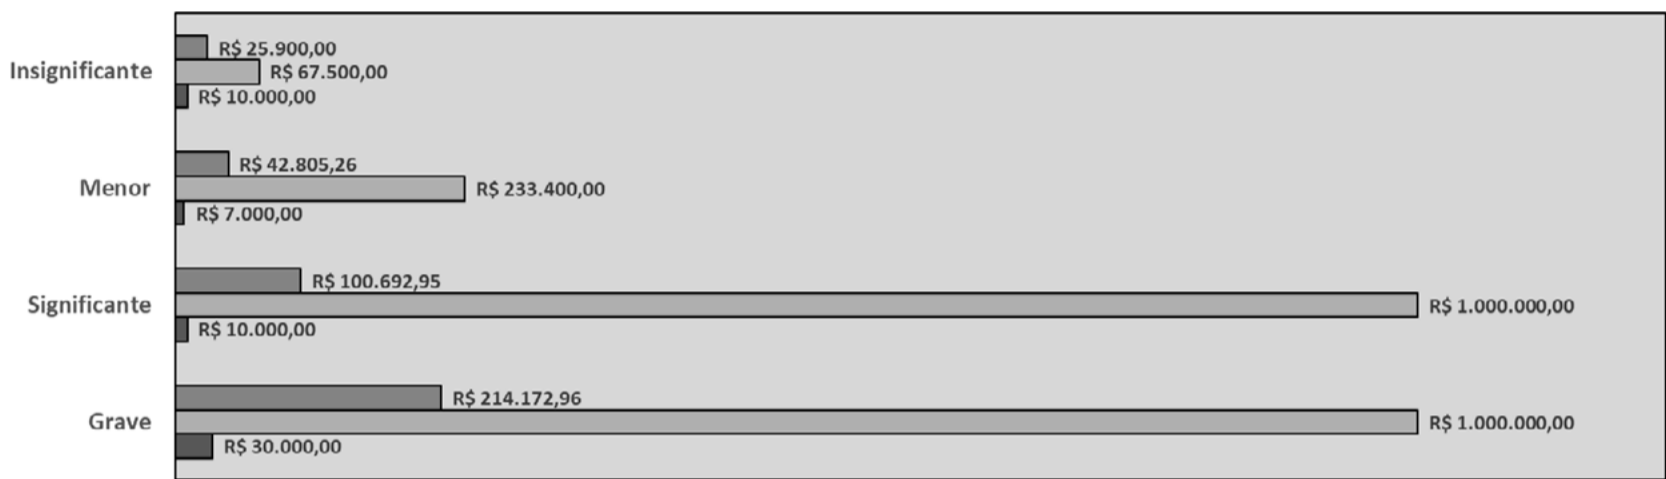 R$ 25.900,00
Insignificante
R$ 67.500,00
R$ 10.000,00
R$ 42.805,26
Menor
R$ 233.400,00
R$ 7.000,00
R$ 100.692,95
Significante
R$ 1.000.000,00
R$ 10.000,00
R$ 214.172,96
Grave
R$ 1.000.000,00
R$ 30.000,00